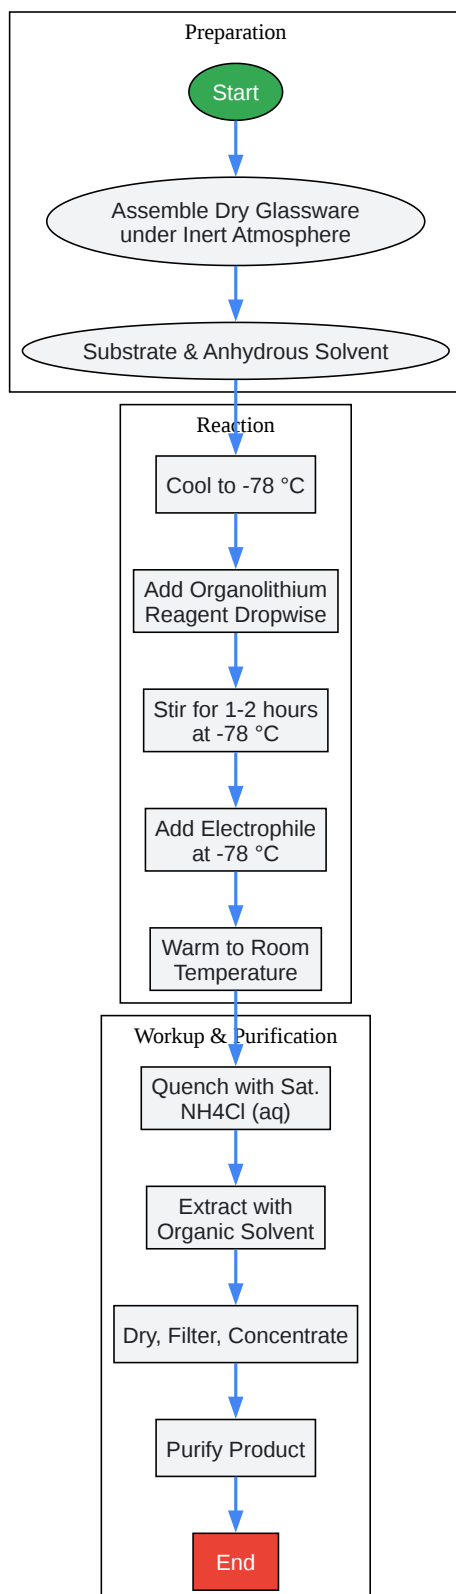 Preparation
Start
Assemble Dry Glassware
under Inert Atmosphere
Substrate & Anhydrous Solvent
Reaction
Cool to -78 °C
Add Organolithium
Reagent Dropwise
Stir for 1-2 hours
at -78 °C
Add Electrophile
at -78 °C
Warm to Room
Temperature
Workup & Purification
Quench with Sat.
NH4Cl (aq)
Extract with
Organic Solvent
Dry, Filter, Concentrate
Purify Product
End